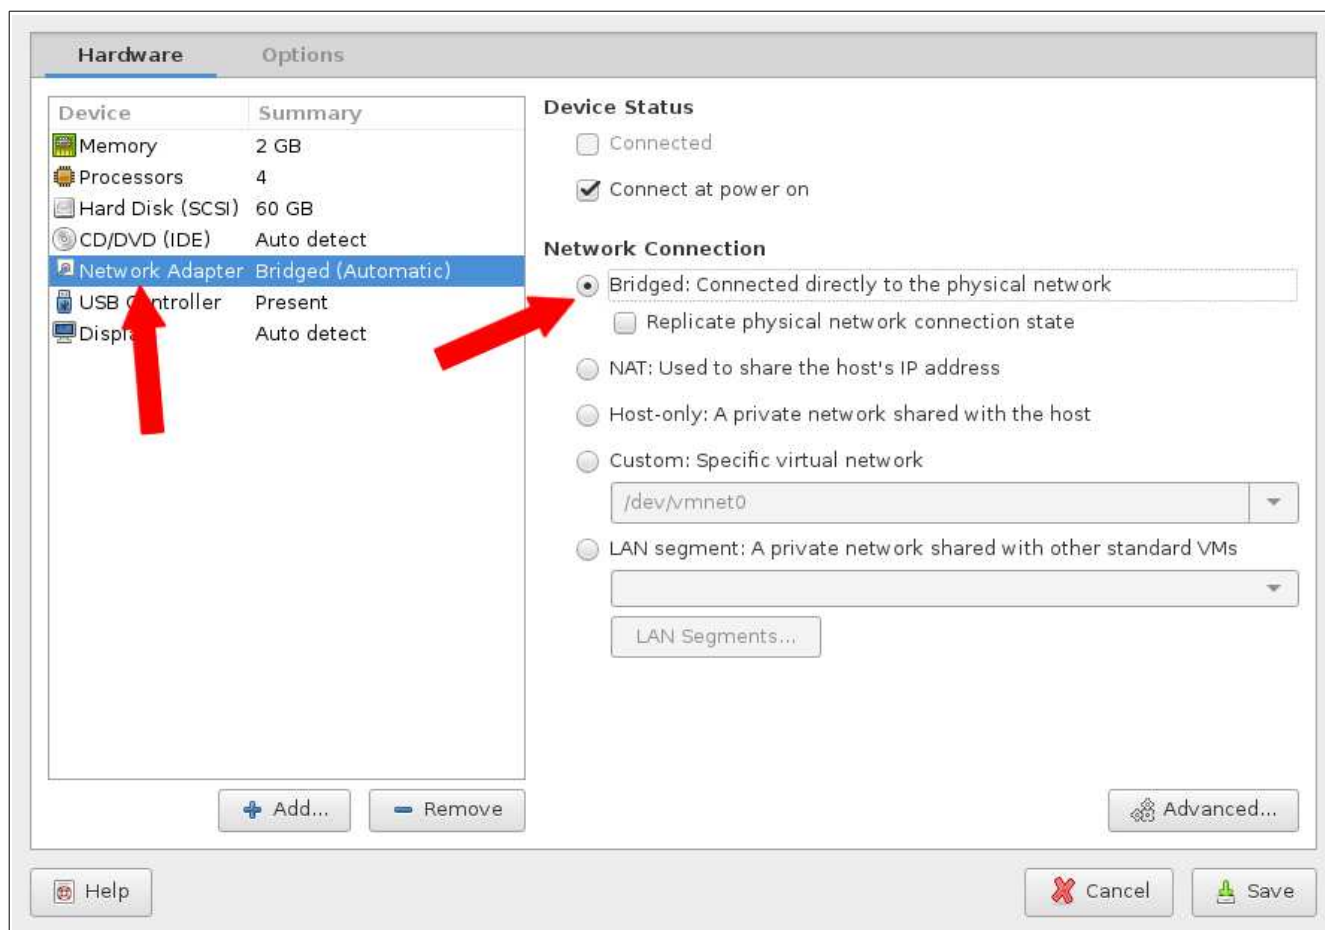 Hardware Options
Device Summary
Memory 2 GB
Processors 4
Hard Disk (SCSI) 60 GB
CD/DVD (IDE) Auto detect
Network Adapter Bridged (Automatic)
USB Controller Present
Display Auto detect
Add... Remove
Device Status
Connected
Connect at power on
Network Connection
Bridged: Connected directly to the physical network
Replicate physical network connection state
NAT: Used to share the host's IP address
Host-only: A private network shared with the host
Custom: Specific virtual network
/dev/vmnet0
LAN segment: A private network shared with other standard VMs
LAN Segments...
Advanced...
Help Cancel Save